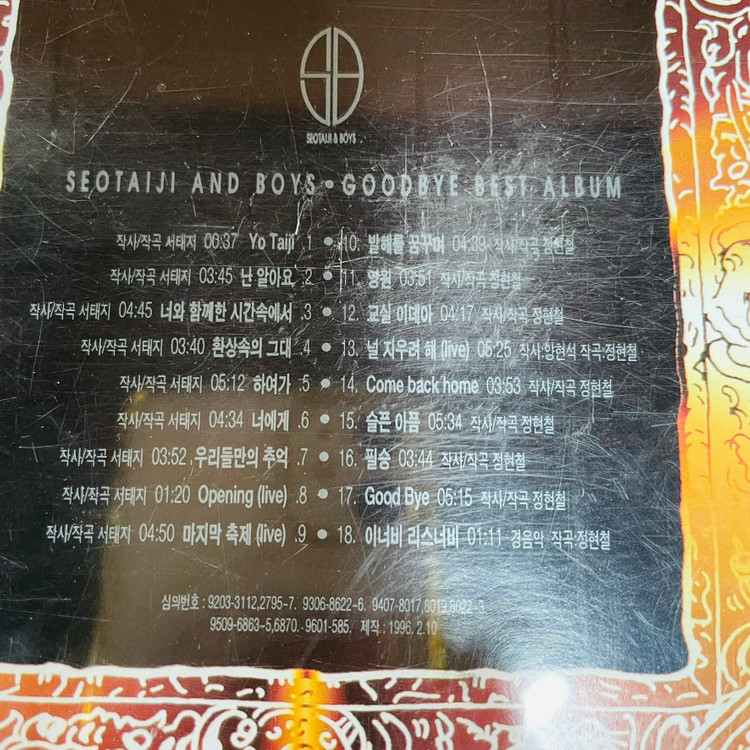 SEOTAIJI & BOYS
SEOTAIJI AND BOYS • GOODBYE BEST ALBUM
작사/작곡 서태지 00:37 Yo Taiji .1 • 10. 발해를 꿈꾸며 04:39 작사/작곡 정현철
작사/작곡 서태지 03:45 난 알아요 .2 • 11. 영원 03:51 작사/작곡 정현철
작사/작곡 서태지 04:45 너와 함께한 시간속에서 .3 • 12. 교실 이데아 04:17 작사/작곡 정현철
작사/작곡 서태지 03:40 환상속의 그대 .4 • 13. 널 지우려 해 (live) 05:25 작사:양현석 작곡:정현철
작사/작곡 서태지 05:12 하여가 .5 • 14. Come back home 03:53 작사/작곡 정현철
작사/작곡 서태지 04:34 너에게 .6 • 15. 슬픈 아픔 05:34 작사/작곡 정현철
작사/작곡 서태지 03:52 우리들만의 추억 .7 • 16. 필승 03:44 작사/작곡 정현철
작사/작곡 서태지 01:20 Opening (live) .8 • 17. Good Bye 05:15 작사/작곡 정현철
작사/작곡 서태지 04:50 마지막 축제 (live) .9 • 18. 이너비 리스너비 01:11 경음악 작곡:정현철
심의번호 : 9203-3112,2795~7. 9306-8622~6. 9407-8017,8019,8022~3
9509-6863~5,6870. 9601-585. 제작 : 1996. 2.10